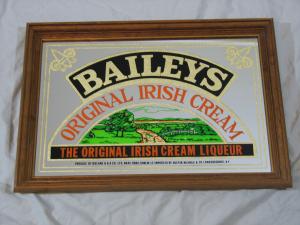 BAILEYS
ORIGINAL IRISH CREAM
THE ORIGINAL IRISH CREAM LIQUEUR